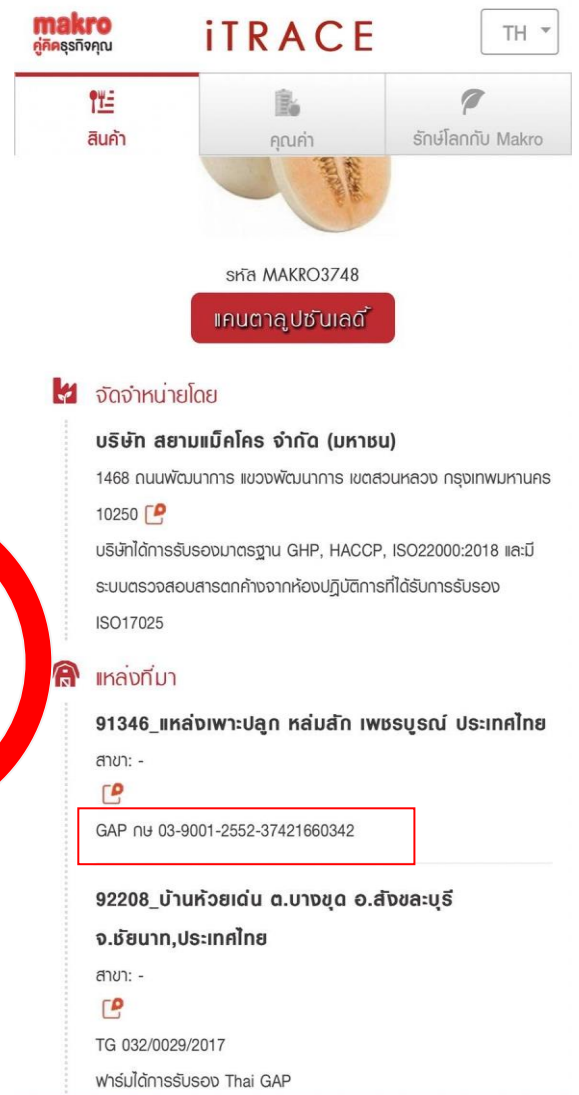 makro
คู่คิดธุรกิจคุณ
iTRACE
TH
สินค้า
คุณค่า
รักษ์โลกกับ Makro
รหัส MAKRO3748
แคนตาลูปซันเลดี้
จัดจำหน่ายโดย
บริษัท สยามแม็คโคร จำกัด (มหาชน)
1468 ถนนพัฒนาการ แขวงพัฒนาการ เขตสวนหลวง กรุงเทพมหานคร
10250
บริษัทได้การรับรองมาตรฐาน GHP, HACCP, ISO22000:2018 และมี
ระบบตรวจสอบสารตกค้างจากห้องปฏิบัติการที่ได้รับการรับรอง
ISO17025
แหล่งที่มา
91346_แหล่งเพาะปลูก หล่มสัก เพชรบูรณ์ ประเทศไทย
สาขา: -
GAP กษ 03-9001-2552-37421660342
92208_บ้านห้วยเด่น ต.บางขุด อ.สังขละบุรี
จ.ชัยนาท,ประเทศไทย
สาขา: -
TG 032/0029/2017
ฟาร์มได้การรับรอง Thai GAP